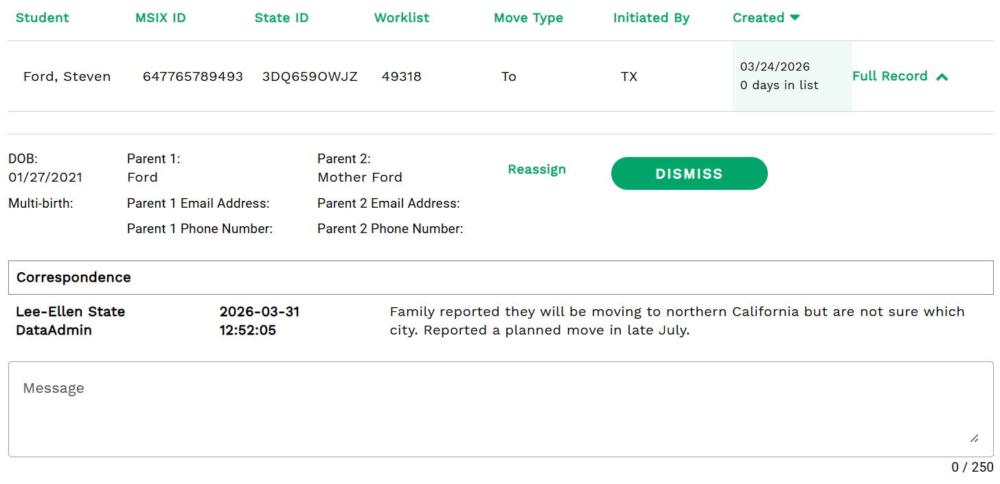 Student MSIX ID State ID Worklist Move Type Initiated By Created
Ford, Steven 647765789493 3DQ659OWJZ 49318 To TX 03/24/2026 Full Record
0 days in list
DOB: Parent 1: Parent 2:
01/27/2021 Ford Mother Ford Reassign DISMISS
Multi-birth: Parent 1 Email Address: Parent 2 Email Address:
Parent 1 Phone Number: Parent 2 Phone Number:
Correspondence
Lee-Ellen State 2026-03-31 Family reported they will be moving to northern California but are not sure which
DataAdmin 12:52:05 city. Reported a planned move in late July.
Message
0 / 250